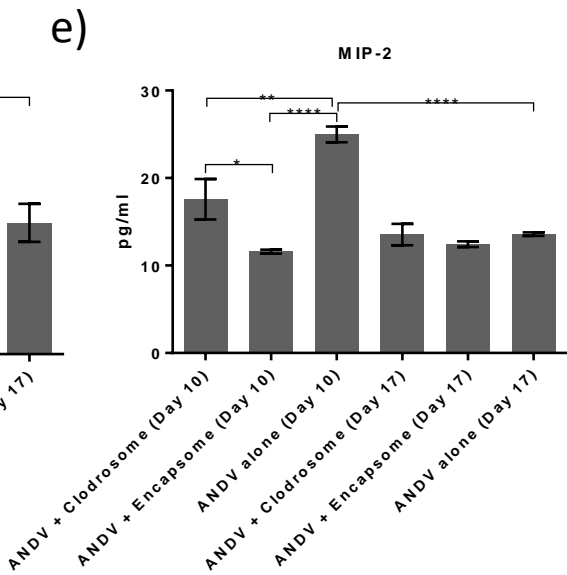 e)
MIP-2
pg/ml
30
20
10
0
**
****
****
*
y 17)
ANDV + Clodrosome (Day 10)
ANDV + Encapsome (Day 10)
ANDV alone (Day 10)
ANDV + Clodrosome (Day 17)
ANDV + Encapsome (Day 17)
ANDV alone (Day 17)